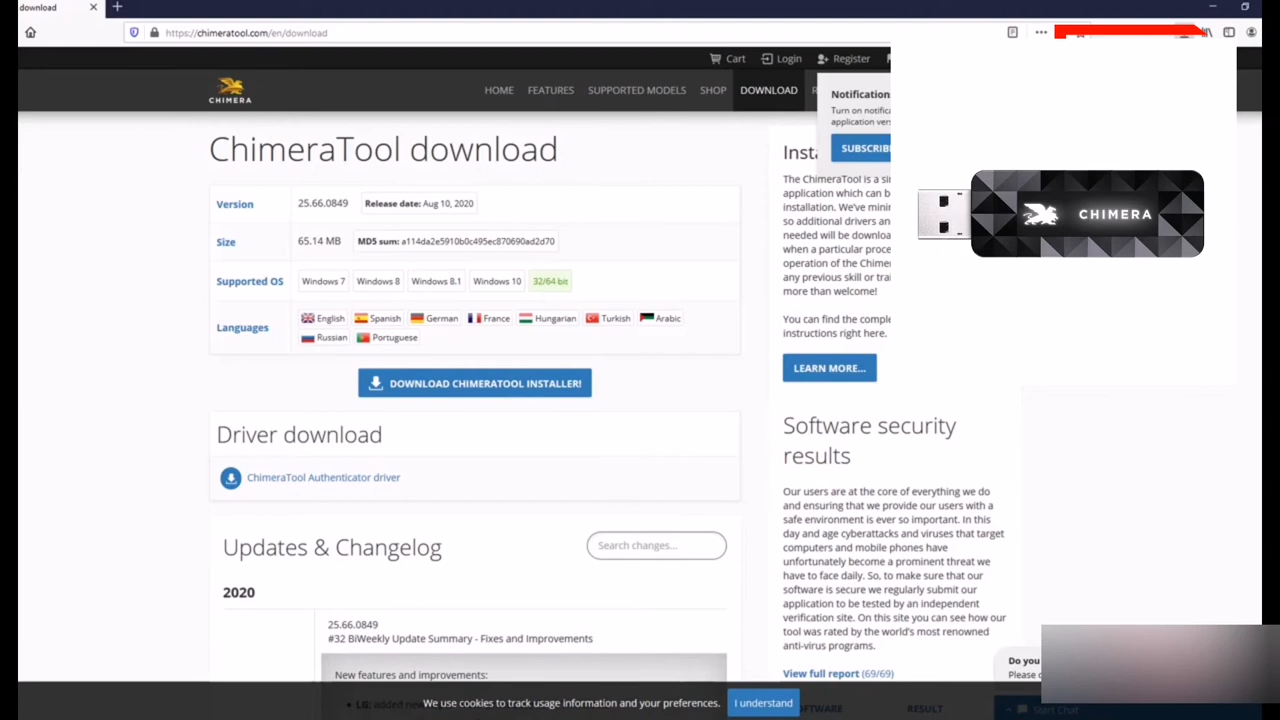 download
https://chimeratool.com/en/download
Cart
Login
Register
CHIMERA
HOME
FEATURES
SUPPORTED MODELS
SHOP
DOWNLOAD
Turn on
application
SUBSCRIBE
ChimeraTool download
Version
25.66.0849
Release date: Aug 10, 2020
Size
65.14 MB
MD5 sum: a114da2e5910b0c495ec870690ad2d70
Supported OS
Windows 7
Windows 8
Windows 8.1
Windows 10
32/64 bit
Languages
English
Spanish
German
France
Hungarian
Turkish
Arabic
Russian
Portuguese
DOWNLOAD CHIMERATOOL INSTALLER!
Driver download
ChimeraTool Authenticator driver
Updates & Changelog
Search changes...
2020
25.66.0849
#32 BiWeekly Update Summary - Fixes and Improvements
New features and improvements:
LG: added
The ChimeraTool is a
application which can
installation. We've
so additional drivers and
needed will be
when a particular
operation of the
any previous skill or
more than welcome!
You can find the
instructions right here.
LEARN MORE...
CHIMERA
Software security
results
Our users are at the core of everything we do
and ensuring that we provide our users with a
safe environment is ever so important. In this
day and age cyberattacks and viruses that target
computers and mobile phones have
unfortunately become a prominent threat we
have to face daily. So, to make sure that our
software is secure we regularly submit our
application to be tested by an independent
verification site. On this site you can see how our
tool was rated by the world's most renowned
anti-virus programs.
View full report (69/69)
RESULT
Do you
Start Chat
We use cookies to track usage information and your preferences.
I understand